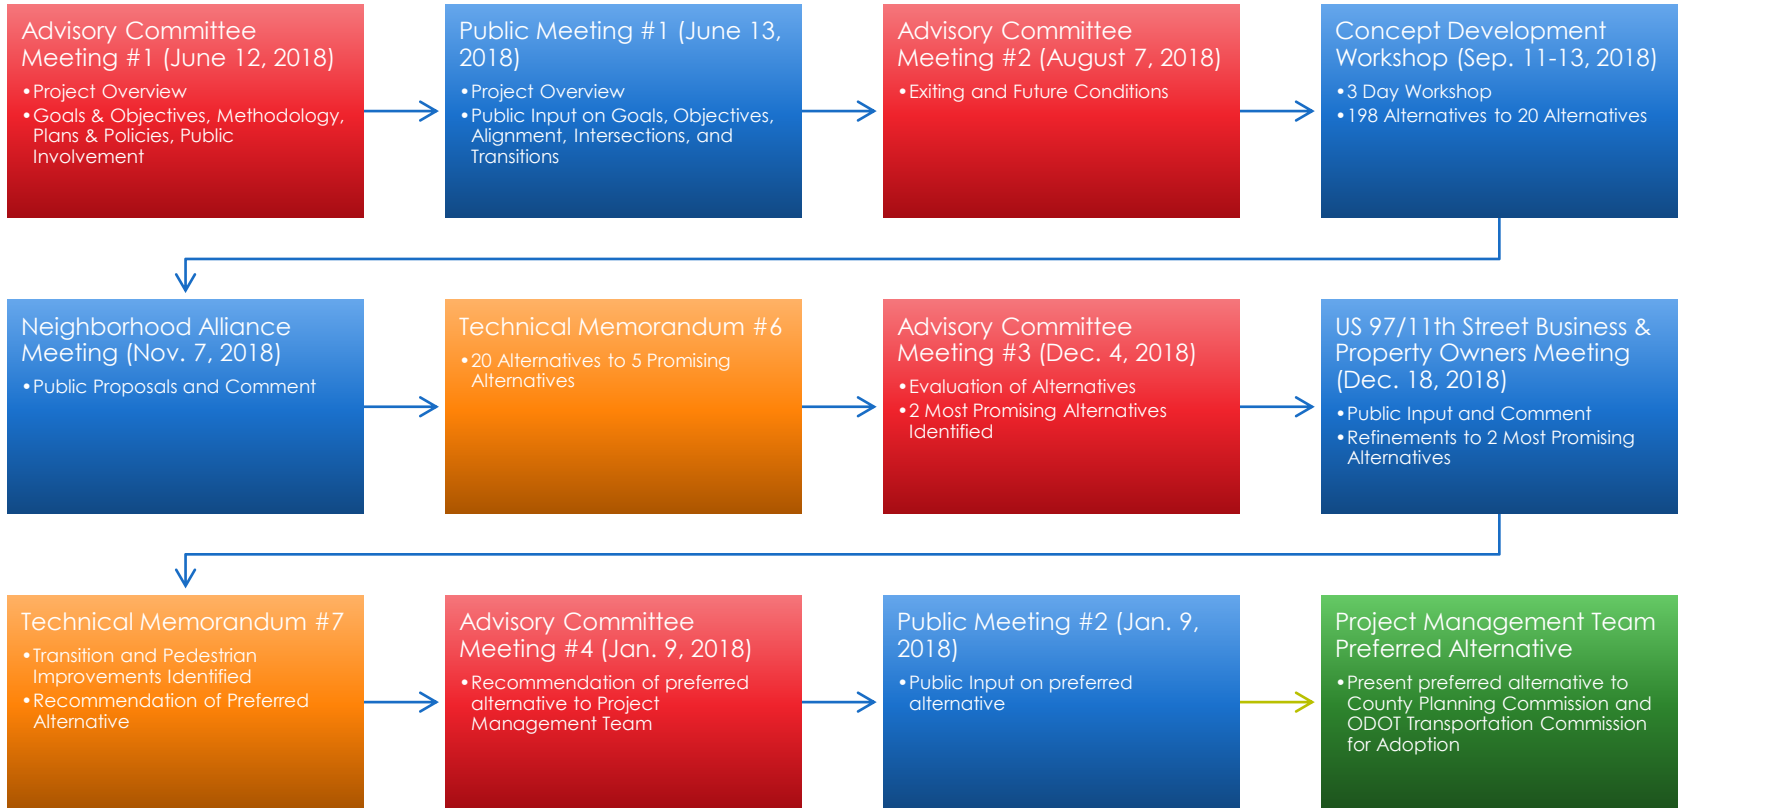 Advisory Committee
Meeting #1 (June 12, 2018)
•Project Overview
•Goals & Objectives, Methodology,
Plans & Policies, Public
Involvement
Public Meeting #1 (June 13,
2018)
•Project Overview
•Public Input on Goals, Objectives,
Alignment, Intersections, and
Transitions
Advisory Committee
Meeting #2 (August 7, 2018)
•Exiting and Future Conditions
Concept Development
Workshop (Sep. 11-13, 2018)
•3 Day Workshop
•198 Alternatives to 20 Alternatives
Neighborhood Alliance
Meeting (Nov. 7, 2018)
•Public Proposals and Comment
Technical Memorandum #6
•20 Alternatives to 5 Promising
Alternatives
Advisory Committee
Meeting #3 (Dec. 4, 2018)
•Evaluation of Alternatives
•2 Most Promising Alternatives
Identified
US 97/11th Street Business &
Property Owners Meeting
(Dec. 18, 2018)
•Public Input and Comment
•Refinements to 2 Most Promising
Alternatives
Technical Memorandum #7
•Transition and Pedestrian
Improvements Identified
•Recommendation of Preferred
Alternative
Advisory Committee
Meeting #4 (Jan. 9, 2018)
•Recommendation of preferred
alternative to Project
Management Team
Public Meeting #2 (Jan. 9,
2018)
•Public Input on preferred
alternative
Project Management Team
Preferred Alternative
•Present preferred alternative to
County Planning Commission and
ODOT Transportation Commission
for Adoption